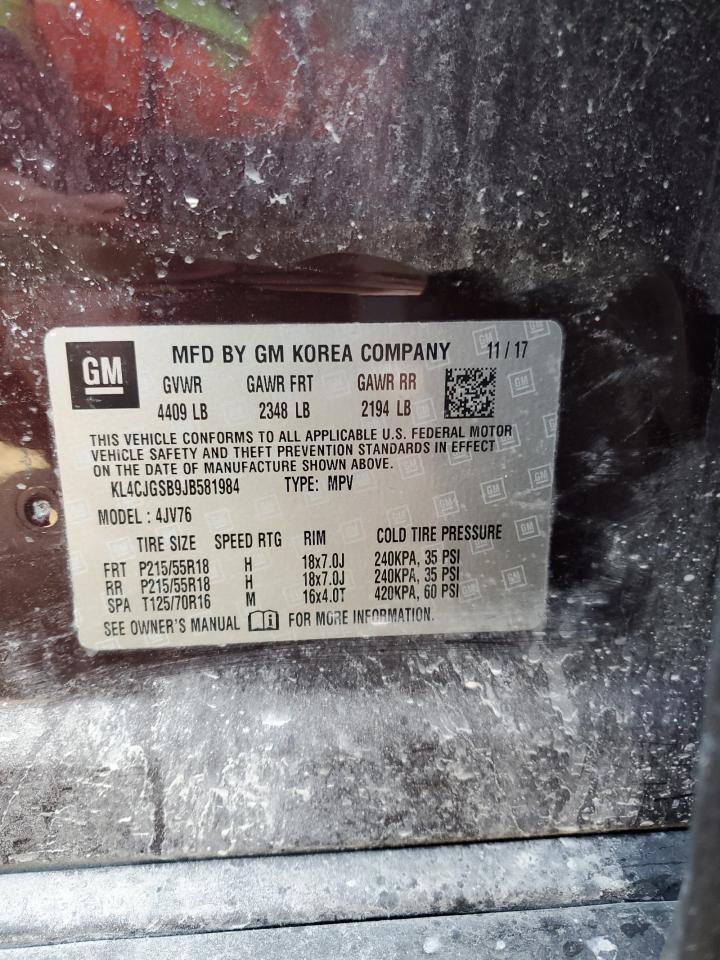 GM MFD BY GM KOREA COMPANY 11/17
GVWR GAWR FRT GAWR RR
4409 LB 2348 LB 2194 LB
THIS VEHICLE CONFORMS TO ALL APPLICABLE U.S. FEDERAL MOTOR
VEHICLE SAFETY AND THEFT PREVENTION STANDARDS IN EFFECT
ON THE DATE OF MANUFACTURE SHOWN ABOVE.
KL4CJGSB9JB581984 TYPE: MPV
MODEL : 4JV76
TIRE SIZE SPEED RTG RIM COLD TIRE PRESSURE
FRT P215/55R18 H 18x7.0J 240KPA, 35 PSI
RR P215/55R18 H 18x7.0J 240KPA, 35 PSI
SPA T125/70R16 M 16x4.0T 420KPA, 60 PSI
SEE OWNER'S MANUAL FOR MORE INFORMATION.